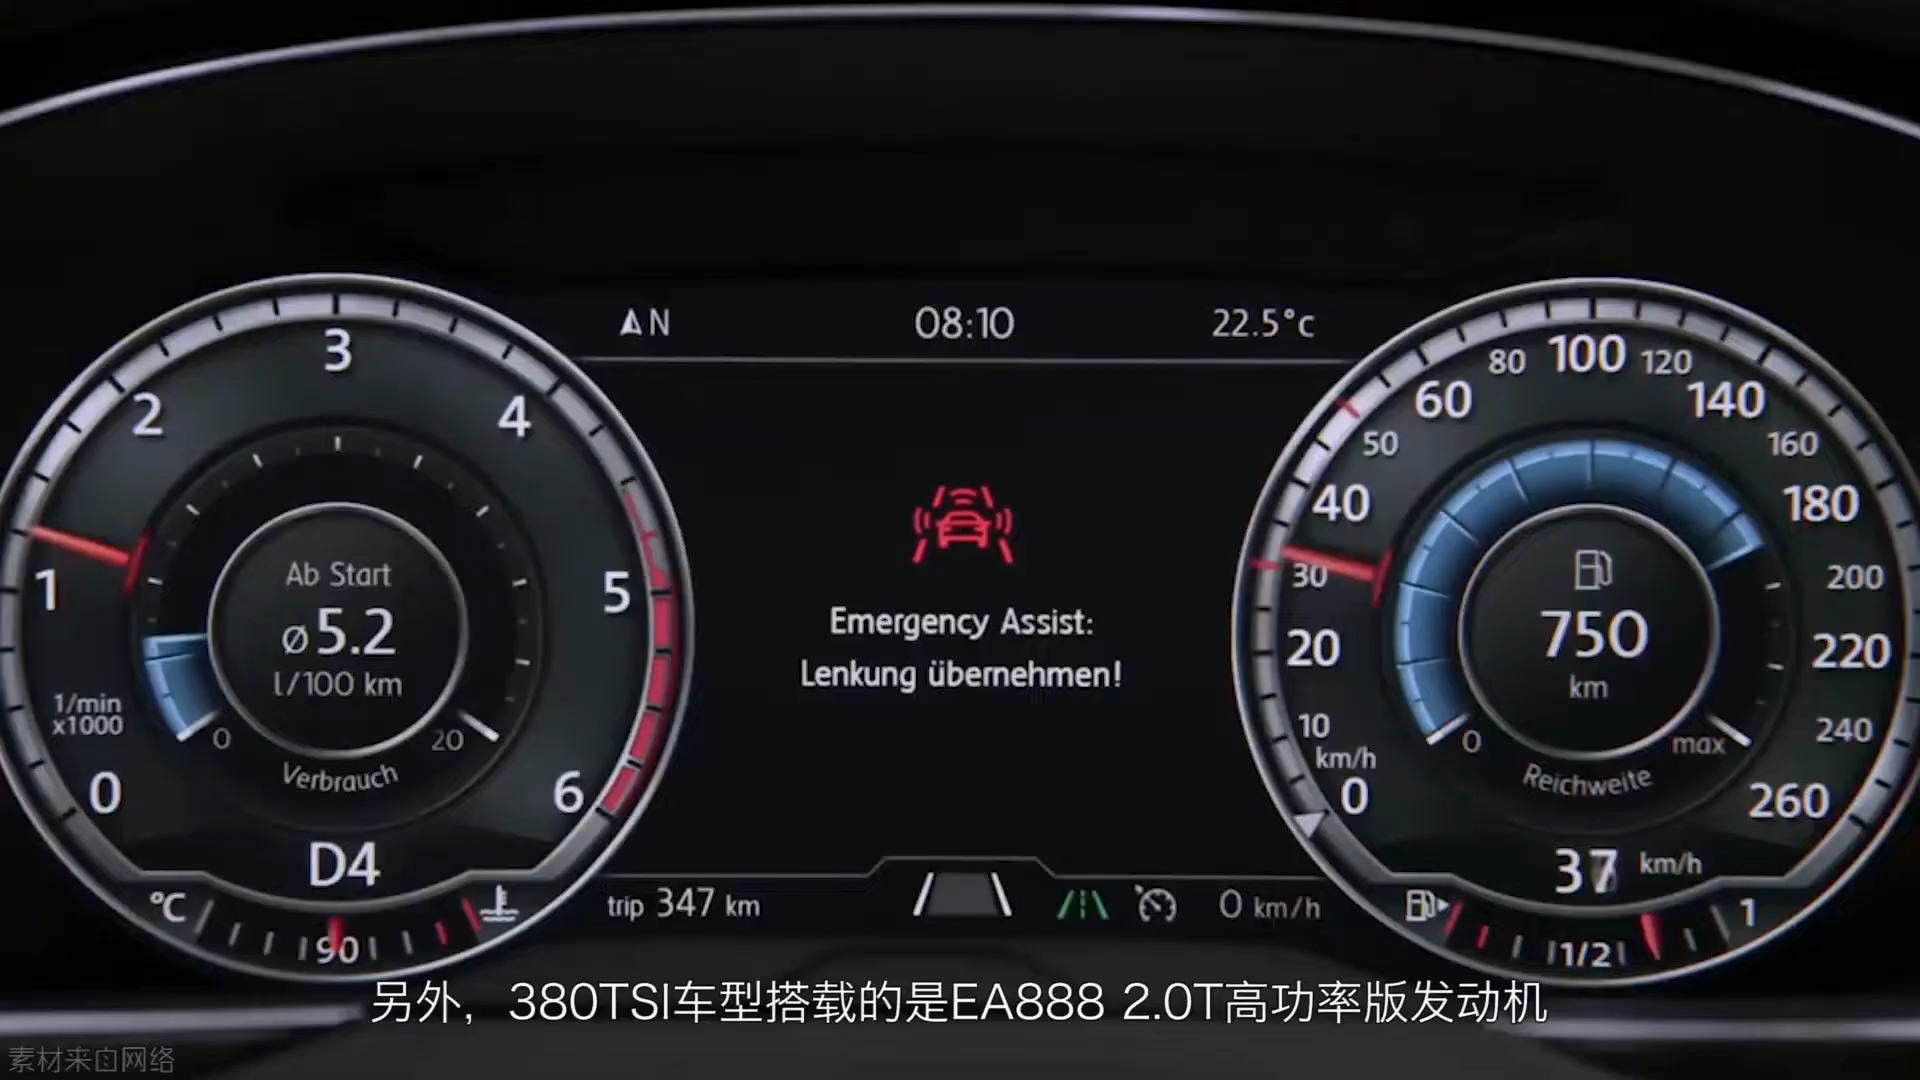 N
08:10
22.5°c
0
1
2
3
4
5
6
1/min
x1000
Ab Start
ø5.2
l/100 km
0
20
Verbrauch
D4
°C
90
Emergency Assist:
Lenkung übernehmen!
trip 347 km
0 km/h
0
km/h
10
20
30
40
50
60
80
100
120
140
160
180
200
220
240
260
750
km
0
max
Reichweite
37 km/h
1/2
1
另外，380TSI车型搭载的是EA888 2.0T高功率版发动机
素材来自网络